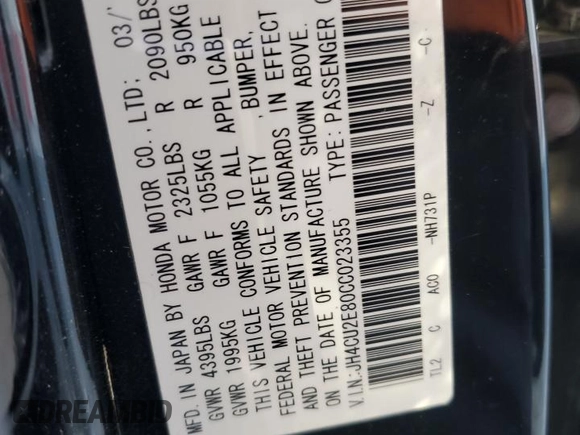 MFD. IN JAPAN BY HONDA MOTOR CO., LTD; 03/
GVWR 4395LBS GAWR F 2325LBS R 2090LBS
GVWR 1995KG GAWR F 1055KG R 950KG
THIS VEHICLE CONFORMS TO ALL APPLICABLE
FEDERAL MOTOR VEHICLE SAFETY, BUMPER,
AND THEFT PREVENTION STANDARDS IN EFFECT
ON THE DATE OF MANUFACTURE SHOWN ABOVE.
V.I.N:JH4CU2E80CC023355 TYPE: PASSENGER
TL2 C AC0 -NH731P -Z -C
DREAMBID